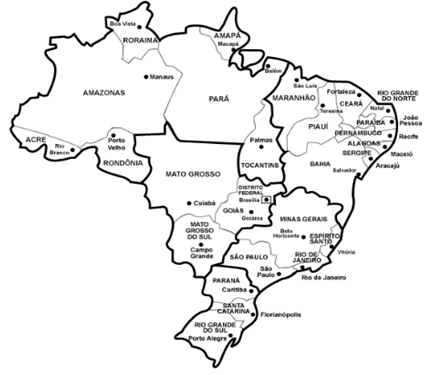 Boa Vista
RORAIMA
AMAPÁ
Macapá
Belém
Manaus
AMAZONAS
PARÁ
São Luís
MARANHÃO
Fortaleza
CEARÁ
RIO GRANDE
DO NORTE
Natal
Teresina
PARAÍBA
João
Pessoa
PIAUÍ
PERNAMBUCO
Recife
ALAGOAS
Maceió
SERGIPE
Aracajú
ACRE
Rio
Branco
Porto
Velho
RONDÔNIA
Palmas
TOCANTINS
BAHIA
Salvador
MATO GROSSO
Cuiabá
DISTRITO
FEDERAL
Brasília
GOIÁS
Goiânia
MINAS GERAIS
Belo
Horizonte
ESPÍRITO
SANTO
Vitória
MATO
GROSSO
DO SUL
Campo
Grande
SÃO PAULO
São
Paulo
RIO DE
JANEIRO
Rio de Janeiro
PARANÁ
Curitiba
SANTA
CATARINA
Florianópolis
RIO GRANDE
DO SUL
Porto Alegre